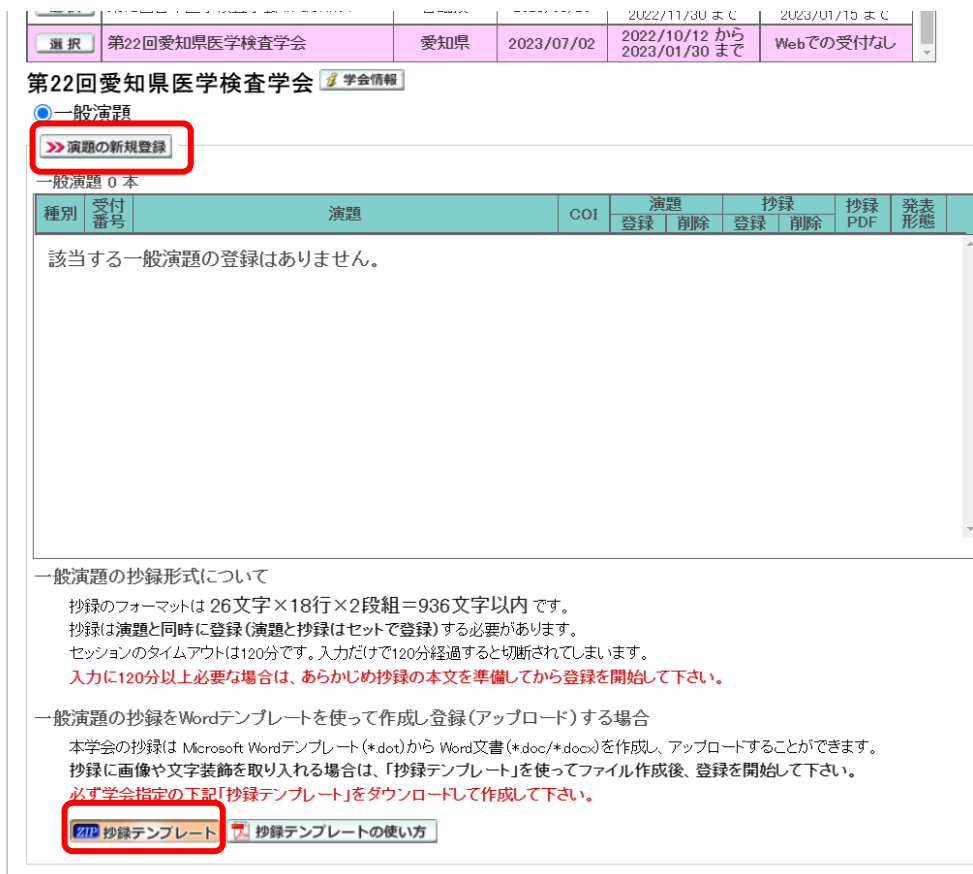 2022/11/30 まで 2023/01/15 まで
選択 第22回愛知県医学検査学会 愛知県 2023/07/02 2022/10/12 から 2023/01/30 まで Webでの受付なし
第22回愛知県医学検査学会 学会情報
一般演題
演題の新規登録
一般演題 0 本
種別 受付番号 演題 COI 演題 登録 削除 抄録 登録 削除 抄録PDF 発表形態
該当する一般演題の登録はありません。
一般演題の抄録形式について
抄録のフォーマットは 26文字×18行×2段組=936文字以内 です。
抄録は演題と同時に登録(演題と抄録はセットで登録)する必要があります。
セッションのタイムアウトは120分です。入力だけで120分経過すると切断されてしまいます。
入力に120分以上必要な場合は、あらかじめ抄録の本文を準備してから登録を開始して下さい。
一般演題の抄録をWordテンプレートを使って作成し登録(アップロード)する場合
本学会の抄録は Microsoft Wordテンプレート(*.dot)から Word文書(*.doc/*.docx)を作成し、アップロードすることができます。
抄録に画像や文字装飾を取り入れる場合は、「抄録テンプレート」を使ってファイル作成後、登録を開始して下さい。
必ず学会指定の下記「抄録テンプレート」をダウンロードして作成して下さい。
ZIP 抄録テンプレート 抄録テンプレートの使い方